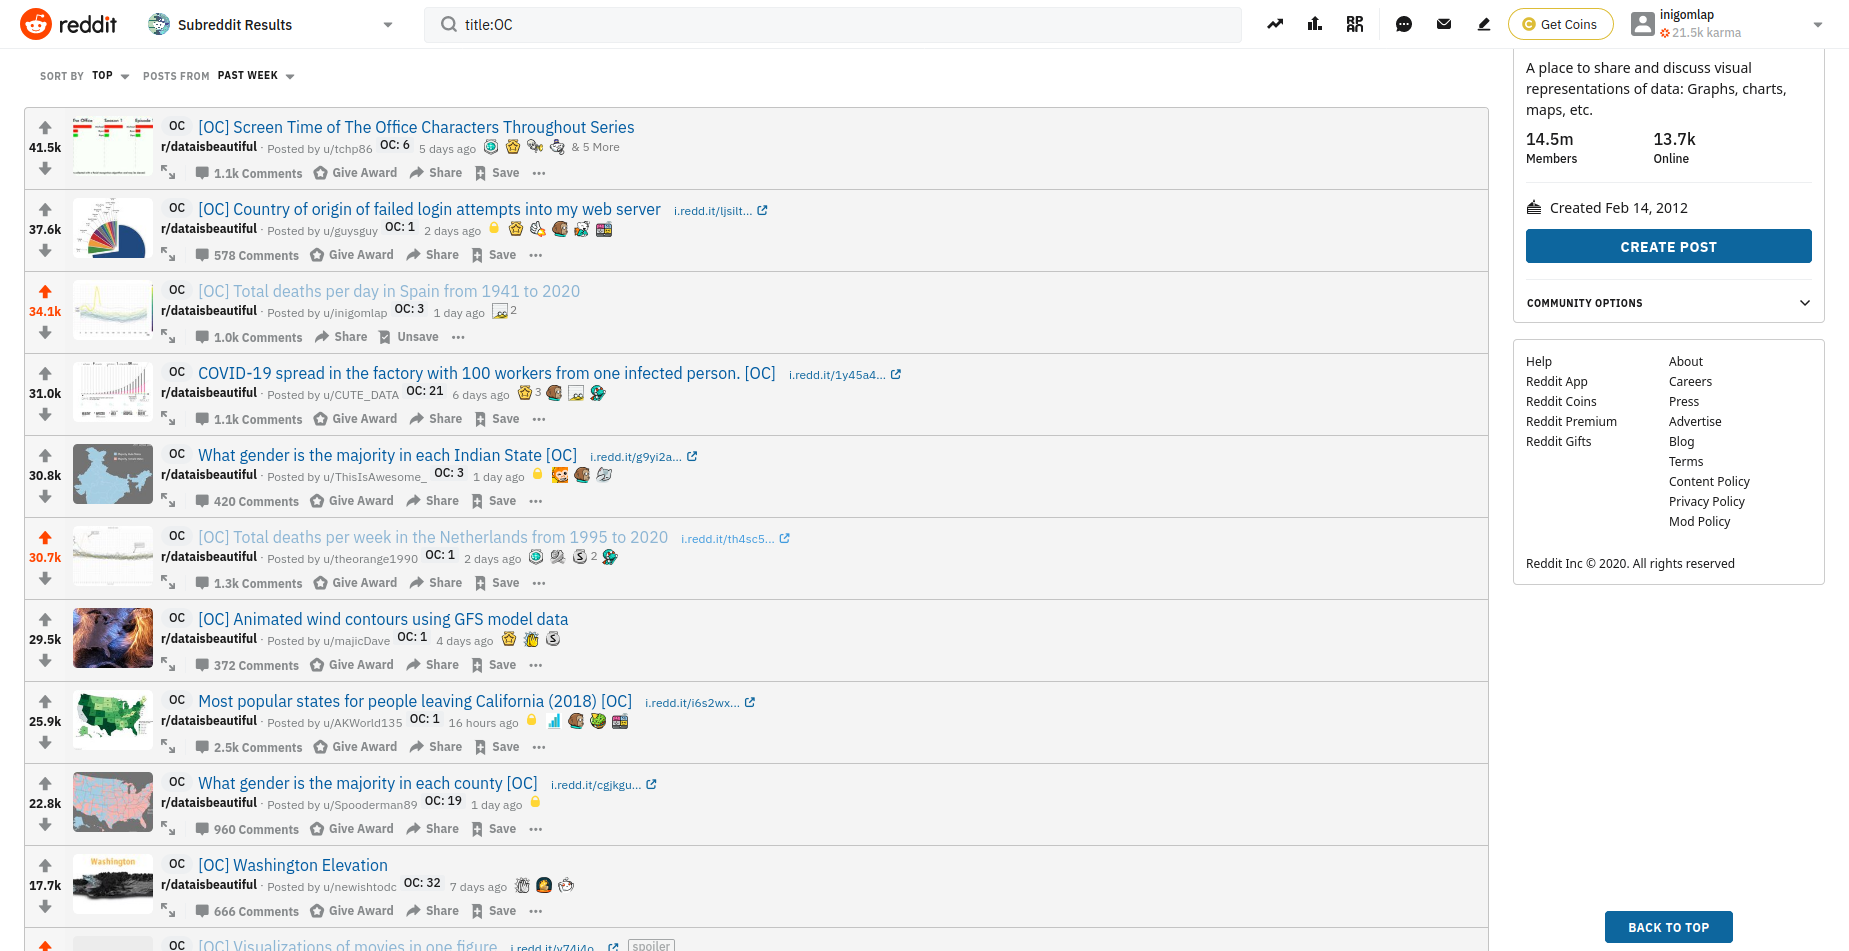 reddit
Subreddit Results
title:OC
Get Coins
inigomlap
21.5k karma
SORT BY TOP POSTS FROM PAST WEEK
41.5k
OC [OC] Screen Time of The Office Characters Throughout Series
r/dataisbeautiful · Posted by u/tchp86 OC: 6 5 days ago & 5 More
1.1k Comments Give Award Share Save
37.6k
OC [OC] Country of origin of failed login attempts into my web server i.redd.it/ljsilt...
r/dataisbeautiful · Posted by u/guysguy OC: 1 2 days ago
578 Comments Give Award Share Save
34.1k
OC [OC] Total deaths per day in Spain from 1941 to 2020
r/dataisbeautiful · Posted by u/inigomlap OC: 3 1 day ago 2
1.0k Comments Share Unsave
31.0k
OC COVID-19 spread in the factory with 100 workers from one infected person. [OC] i.redd.it/1y45a4...
r/dataisbeautiful · Posted by u/CUTE_DATA OC: 21 6 days ago 3
1.1k Comments Give Award Share Save
30.8k
OC What gender is the majority in each Indian State [OC] i.redd.it/g9yi2a...
r/dataisbeautiful · Posted by u/ThisIsAwesome_ OC: 3 1 day ago
420 Comments Give Award Share Save
30.7k
OC [OC] Total deaths per week in the Netherlands from 1995 to 2020 i.redd.it/th4sc5...
r/dataisbeautiful · Posted by u/theorange1990 OC: 1 2 days ago 2
1.3k Comments Give Award Share Save
29.5k
OC [OC] Animated wind contours using GFS model data
r/dataisbeautiful · Posted by u/majicDave OC: 1 4 days ago
372 Comments Give Award Share Save
25.9k
OC Most popular states for people leaving California (2018) [OC] i.redd.it/i6s2wx...
r/dataisbeautiful · Posted by u/AKWorld135 OC: 1 16 hours ago
2.5k Comments Give Award Share Save
22.8k
OC What gender is the majority in each county [OC] i.redd.it/cgjkgu...
r/dataisbeautiful · Posted by u/Spooderman89 OC: 19 1 day ago
960 Comments Give Award Share Save
17.7k
Washington
OC [OC] Washington Elevation
r/dataisbeautiful · Posted by u/newishtodc OC: 32 7 days ago
666 Comments Give Award Share Save
OC [OC] Visualizations of movies in one figure i.redd.it/v74i4o... spoiler
A place to share and discuss visual
representations of data: Graphs, charts,
maps, etc.
14.5m 13.7k
Members Online
Created Feb 14, 2012
CREATE POST
COMMUNITY OPTIONS
Help About
Reddit App Careers
Reddit Coins Press
Reddit Premium Advertise
Reddit Gifts Blog
Terms
Content Policy
Privacy Policy
Mod Policy
Reddit Inc © 2020. All rights reserved
BACK TO TOP